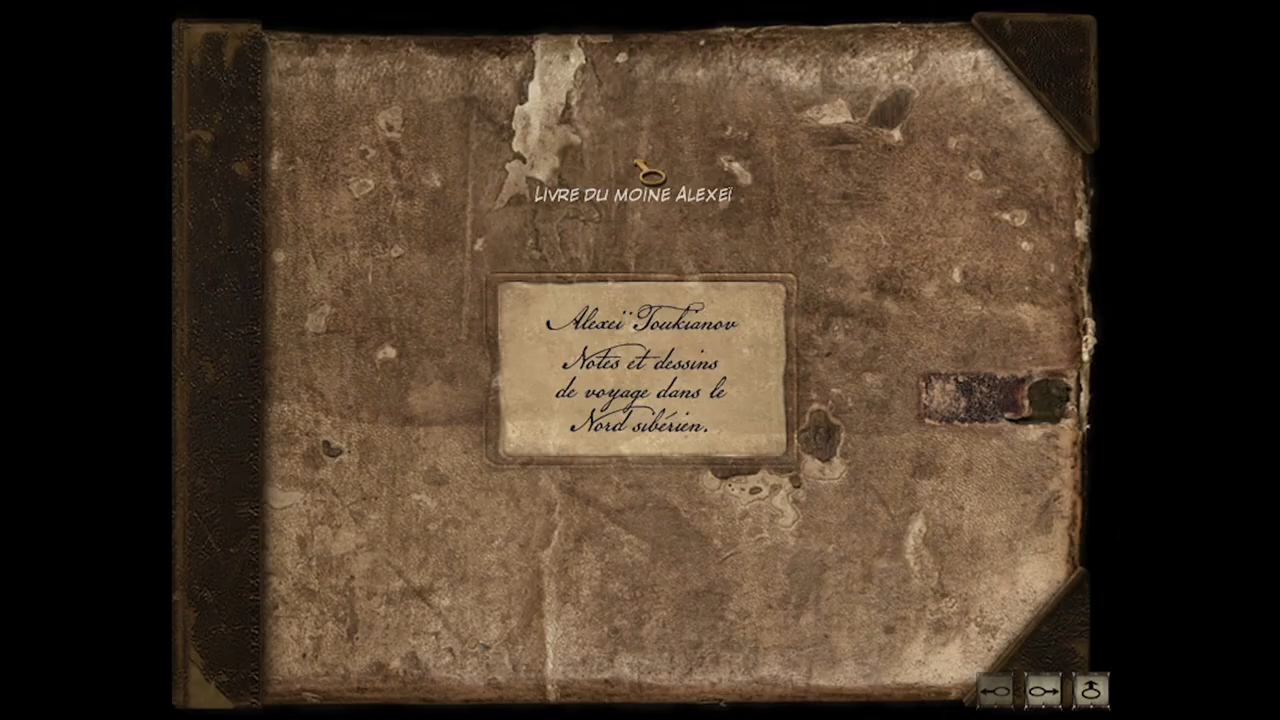 Livre du moine Alexeï
Alexeï Toukianov
Notes et dessins
de voyage dans le
Nord sibérien.